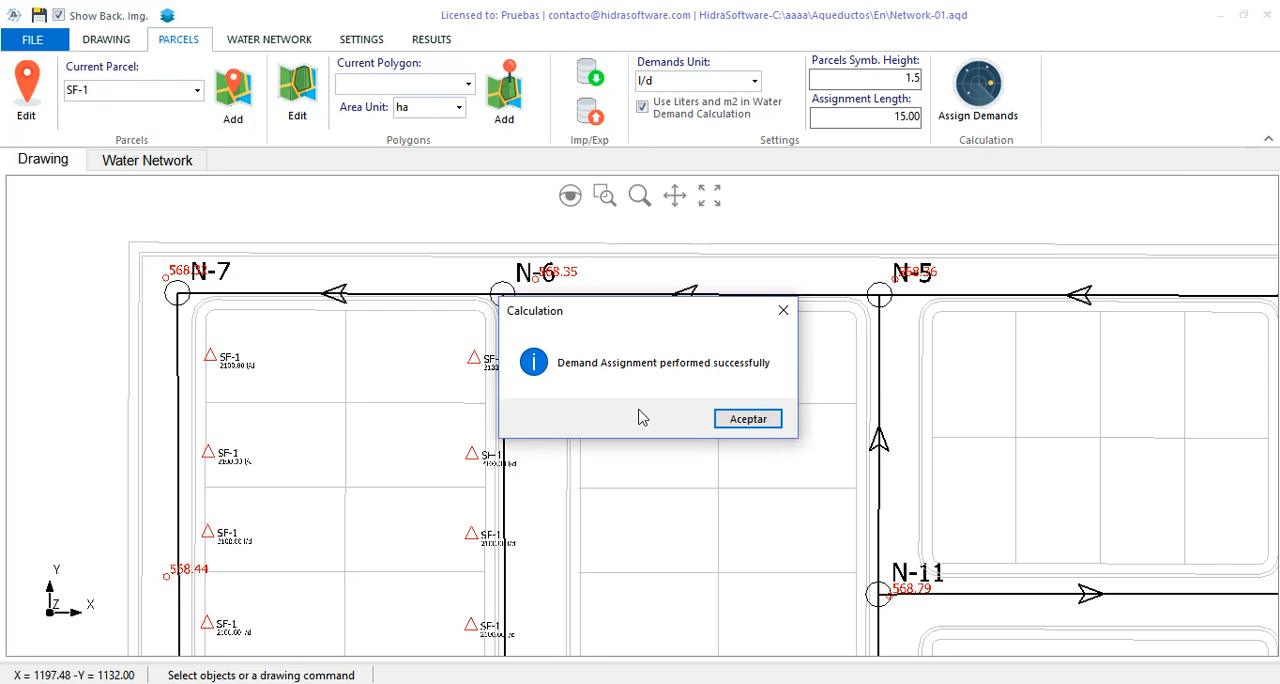 Show Back. Img.
Licensed to: Pruebas | contacto@hidrasoftware.com | HidraSoftware-C:\aaaa\Aqueductos\En\Network-01.aqd
FILE DRAWING PARCELS WATER NETWORK SETTINGS RESULTS
Edit
Current Parcel:
SF-1
Add
Parcels
Edit
Current Polygon:
Area Unit: ha
Add
Polygons
Imp/Exp
Demands Unit:
l/d
Use Liters and m2 in Water
Demand Calculation
Parcels Symb. Height:
1.5
Assignment Length:
15.00
Settings
Assign Demands
Calculation
Drawing Water Network
N-7
N-6
568.35
N-5
Calculation
Demand Assignment performed successfully
Aceptar
SF-1
2100.00 l/d
SF-1
SF-1
SF-1
SF-1
SF-1
568.44
SF-1
SF-1
N-11
568.79
Y
Z
X
X = 1197.48 -Y = 1132.00
Select objects or a drawing command